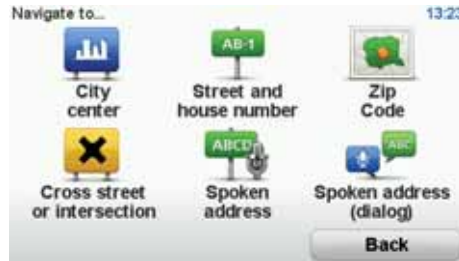 Navigate to...
13:23
AB-1
City
center
Street and
house number
Zip
Code
ABCD
ABC
Cross street
or intersection
Spoken
address
Spoken address
(dialog)
Back